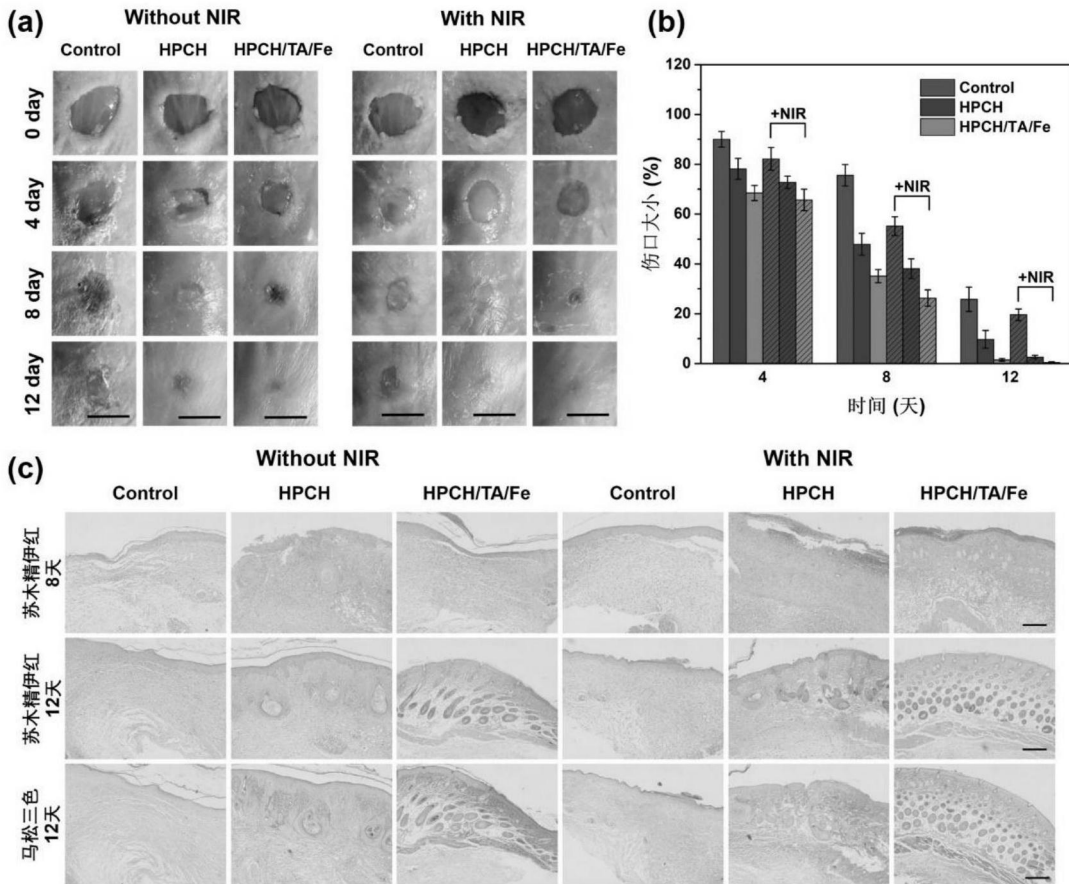 (a)
Without NIR
With NIR
Control HPCH HPCH/TA/Fe Control HPCH HPCH/TA/Fe
0 day
4 day
8 day
12 day
(b)
伤口大小 (%)
120
100
80
60
40
20
0
Control
HPCH
HPCH/TA/Fe
+NIR
+NIR
+NIR
4 8 12
时间 (天)
(c)
Without NIR With NIR
Control HPCH HPCH/TA/Fe Control HPCH HPCH/TA/Fe
苏木精伊红
8天
苏木精伊红
12天
马松三色
12天